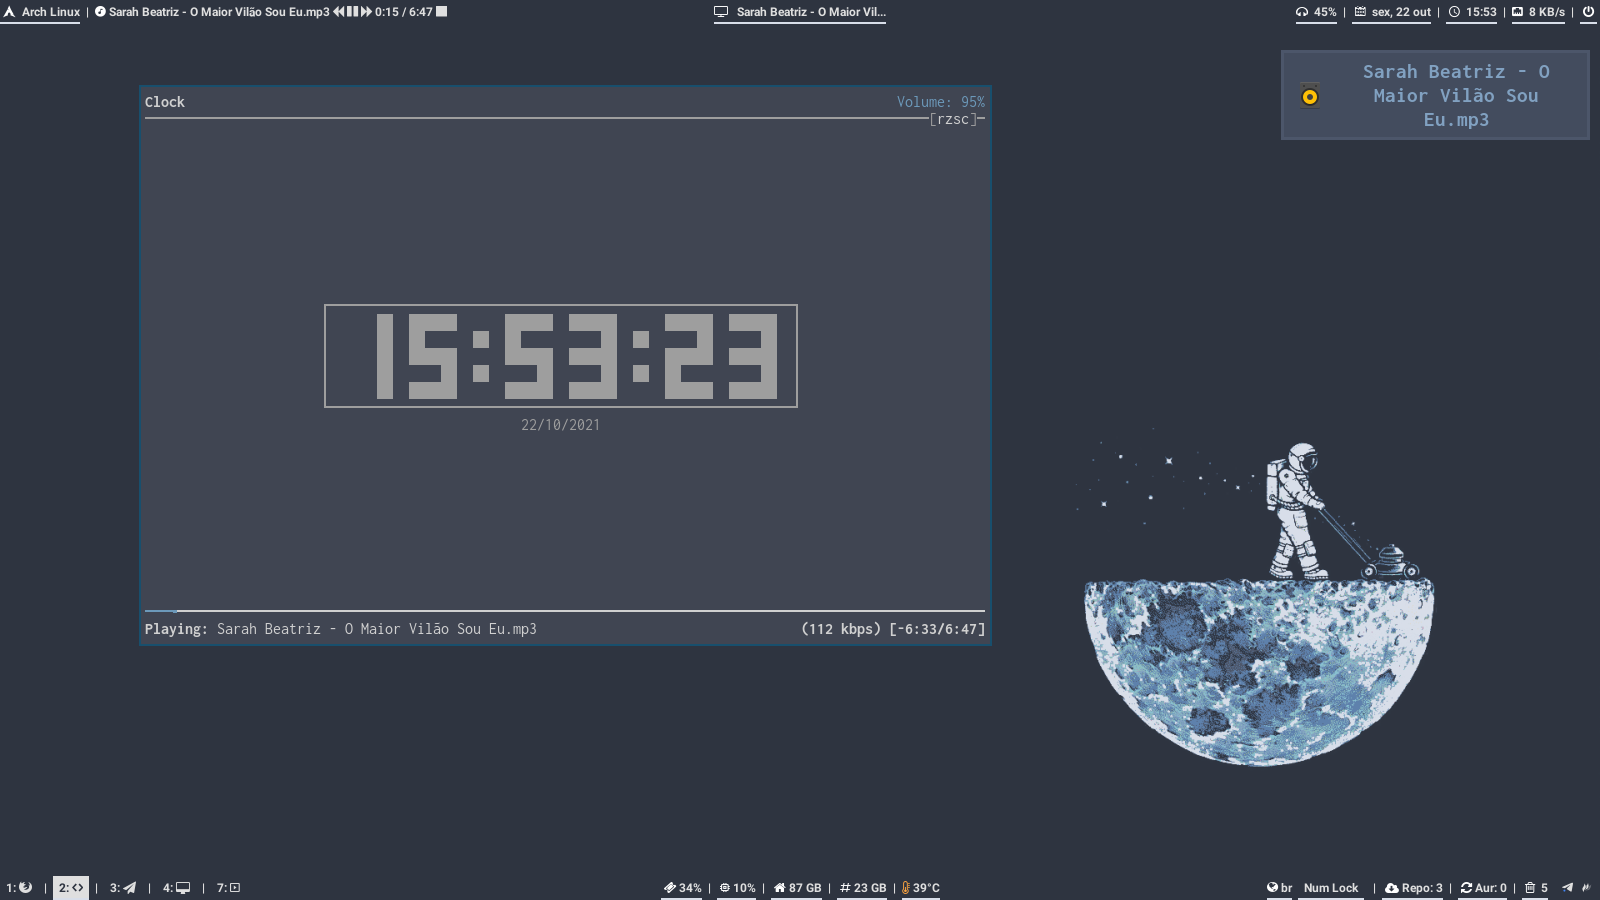 Arch Linux | Sarah Beatriz - O Maior Vilão Sou Eu.mp3 0:15 / 6:47
Sarah Beatriz - O Maior Vil...
45% | sex, 22 out | 15:53 | 8 KB/s |
Sarah Beatriz - O
Maior Vilão Sou
Eu.mp3
Clock Volume: 95%
[rzsc]
15:53:23
22/10/2021
Playing: Sarah Beatriz - O Maior Vilão Sou Eu.mp3 (112 kbps) [-6:33/6:47]
1: | 2: | 3: | 4: | 7:
34% | 10% | 87 GB | # 23 GB | 39°C
br Num Lock | Repo: 3 | Aur: 0 | 5